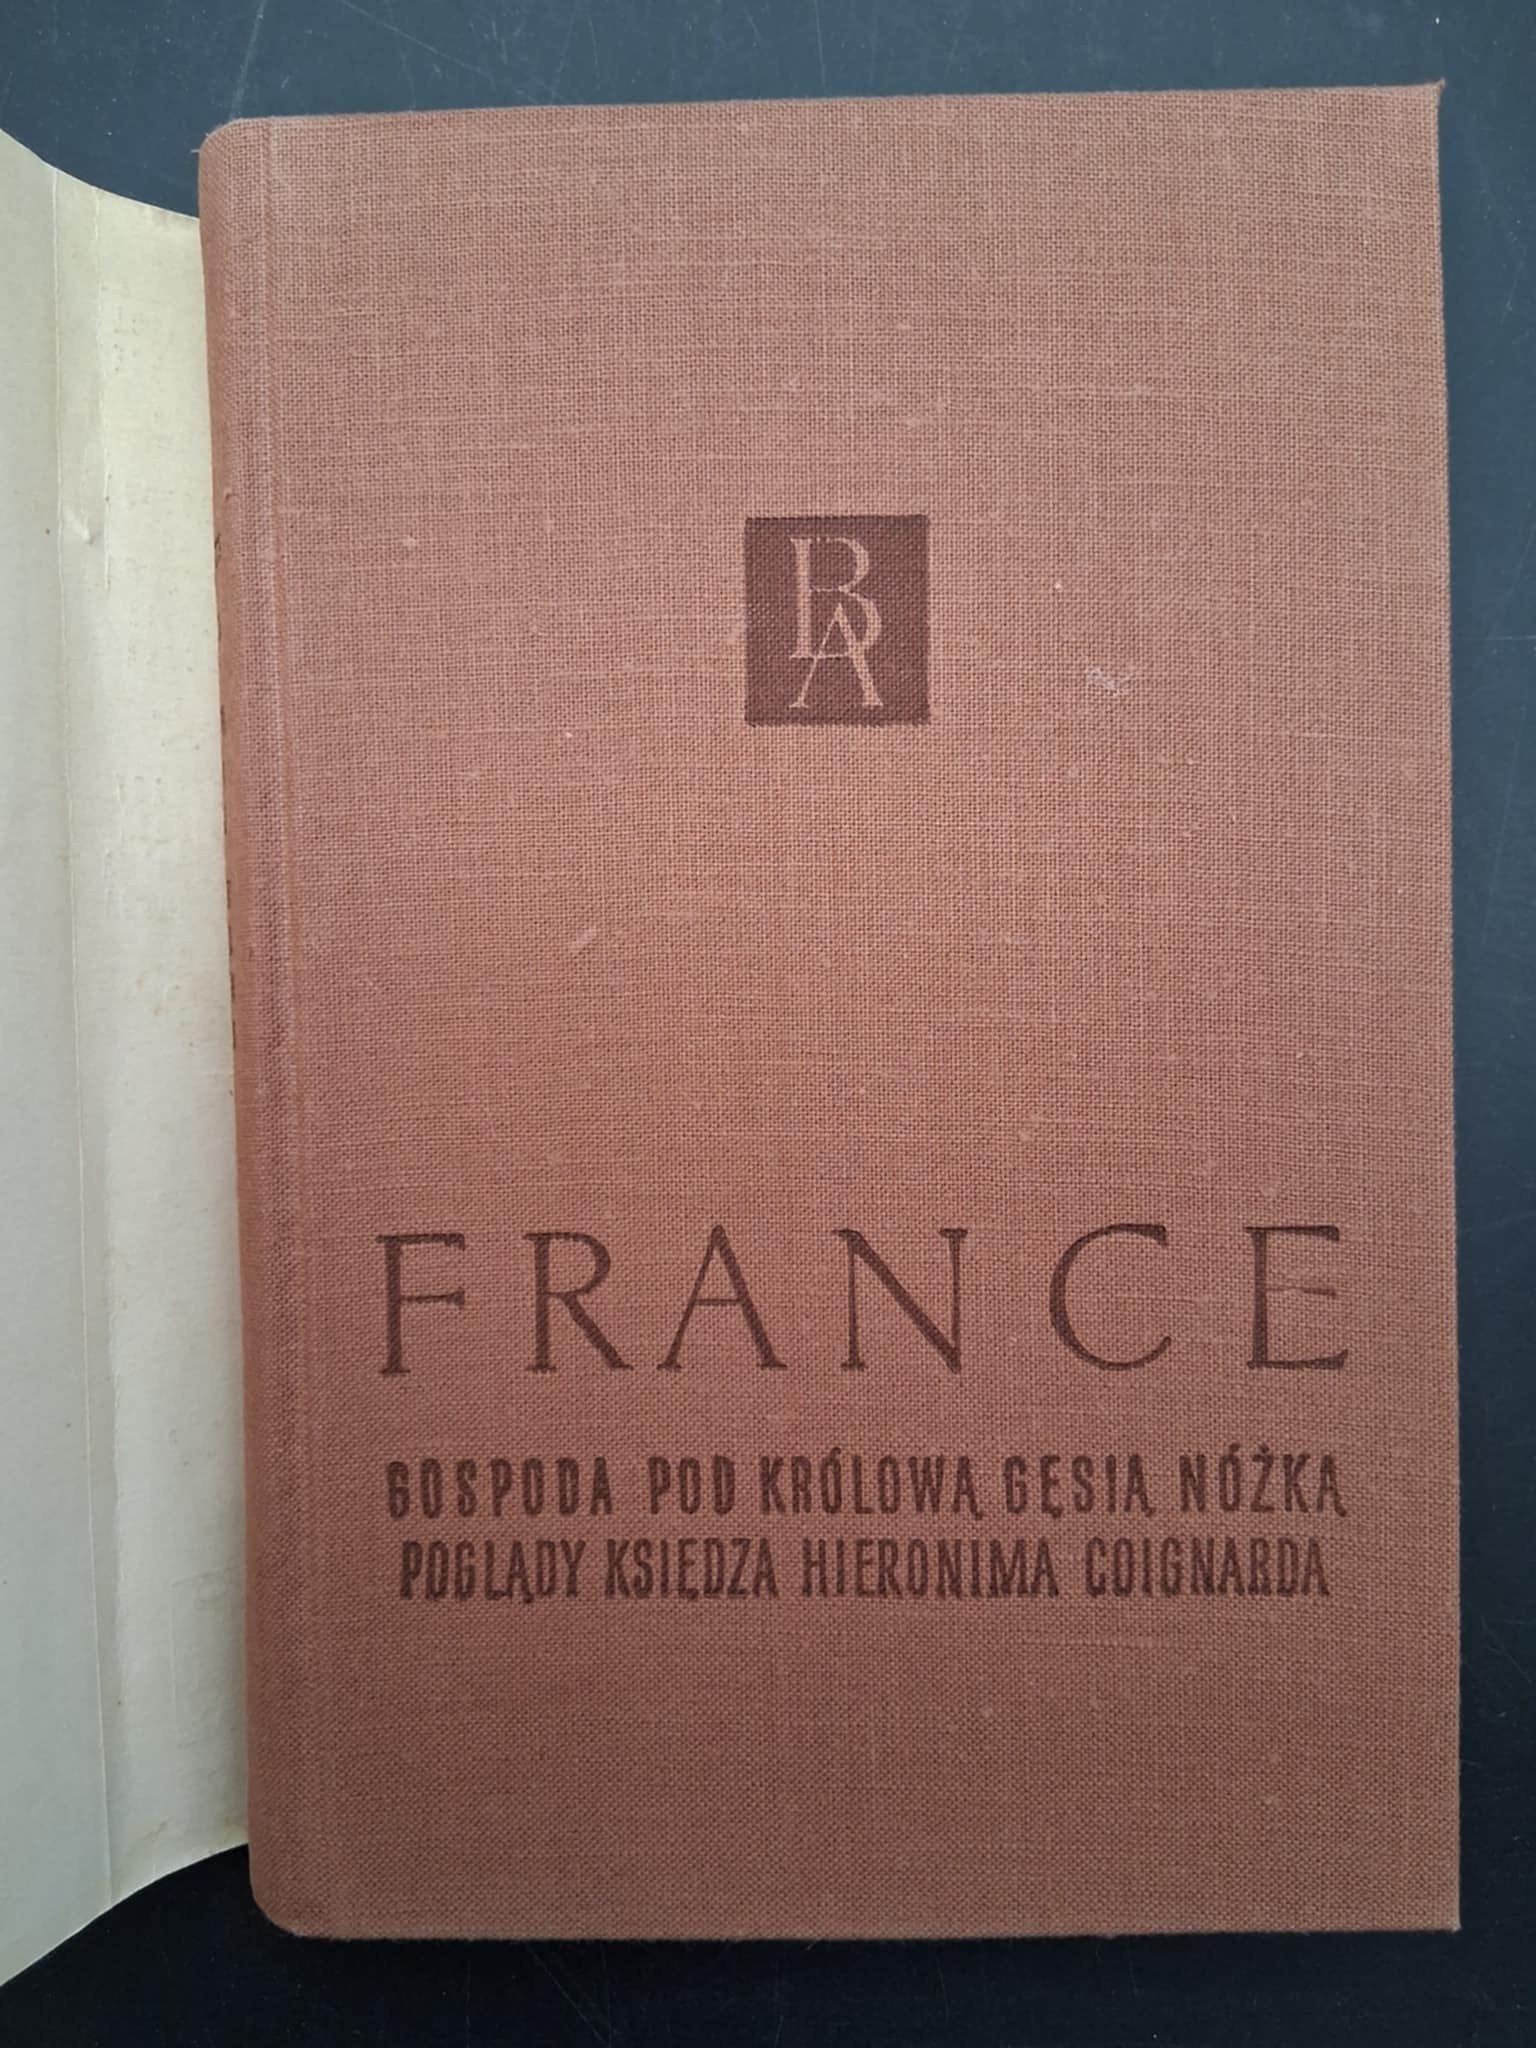 BA
FRANCE
GOSPODA POD KRÓLOWĄ GĘSIĄ NÓŻKĄ
POGLĄDY KSIĘDZA HIERONIMA COIGNARDA